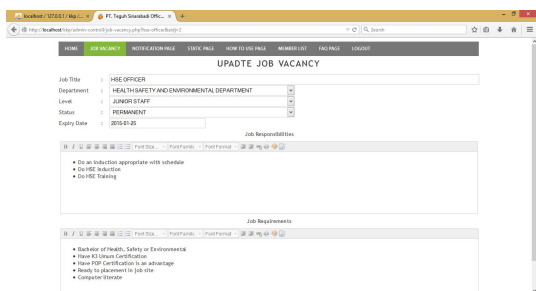 localhost / 127.0.0.1 / kkp /... × PT. Teguh Sinarabadi Offic... × +
http://localhost/kkp/admin-control/job-vacancy.php?hse-officer&id=2 Search
HOME JOB VACANCY NOTIFICATION PAGE STATIC PAGE HOW TO USE PAGE MEMBER LIST FAQ PAGE LOGOUT
UPADTE JOB VACANCY
Job Title : HSE OFFICER
Department : HEALTH SAFETY AND ENVIRONMENTAL DEPARTMENT
Level : JUNIOR STAFF
Status : PERMANENT
Expiry Date : 2015-01-25
Job Responsibilities
B I U Font Size... Font Family. Font Format
• Do an Induction appropriate with schedule
• Do HSE Induction
• Do HSE Training
Job Requirements
B I U Font Size... Font Family. Font Format
• Bachelor of Health, Safety or Environmental
• Have K3 Umum Certification
• Have POP Certification is an advantage
• Ready to placement in job site
• Computer literate